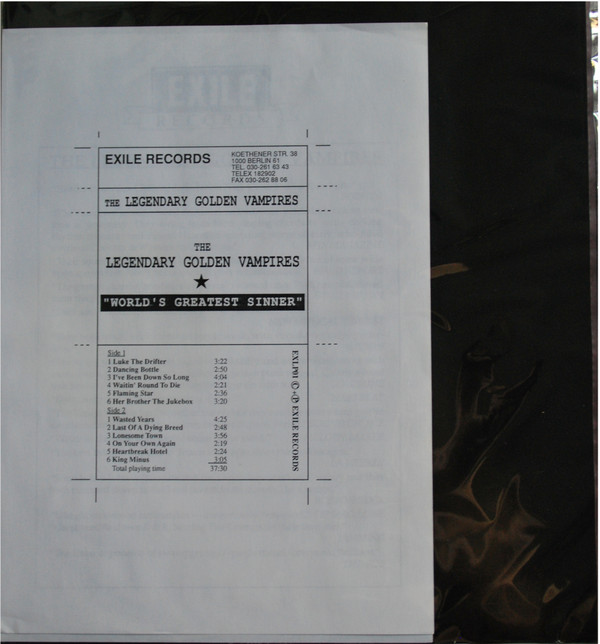 EXILE RECORDS
KOETHENER STR. 38
1000 BERLIN 61
TEL. 030-261 63 43
TELEX 182902
FAX 030-262 88 06
THE LEGENDARY GOLDEN VAMPIRES
THE
LEGENDARY GOLDEN VAMPIRES
"WORLD'S GREATEST SINNER"
Side 1
1 Luke The Drifter 3:22
2 Dancing Bottle 2:50
3 I've Been Down So Long 4:04
4 Waitin' Round To Die 2:21
5 Flaming Star 2:36
6 Her Brother The Jukebox 3:20
Side 2
1 Wasted Years 4:25
2 Last Of A Dying Breed 2:48
3 Lonesome Town 3:56
4 On Your Own Again 2:19
5 Heartbreak Hotel 2:24
6 King Minus 3:05
Total playing time 37:30
EXLP01 © + ℗ EXILE RECORDS
EXILE